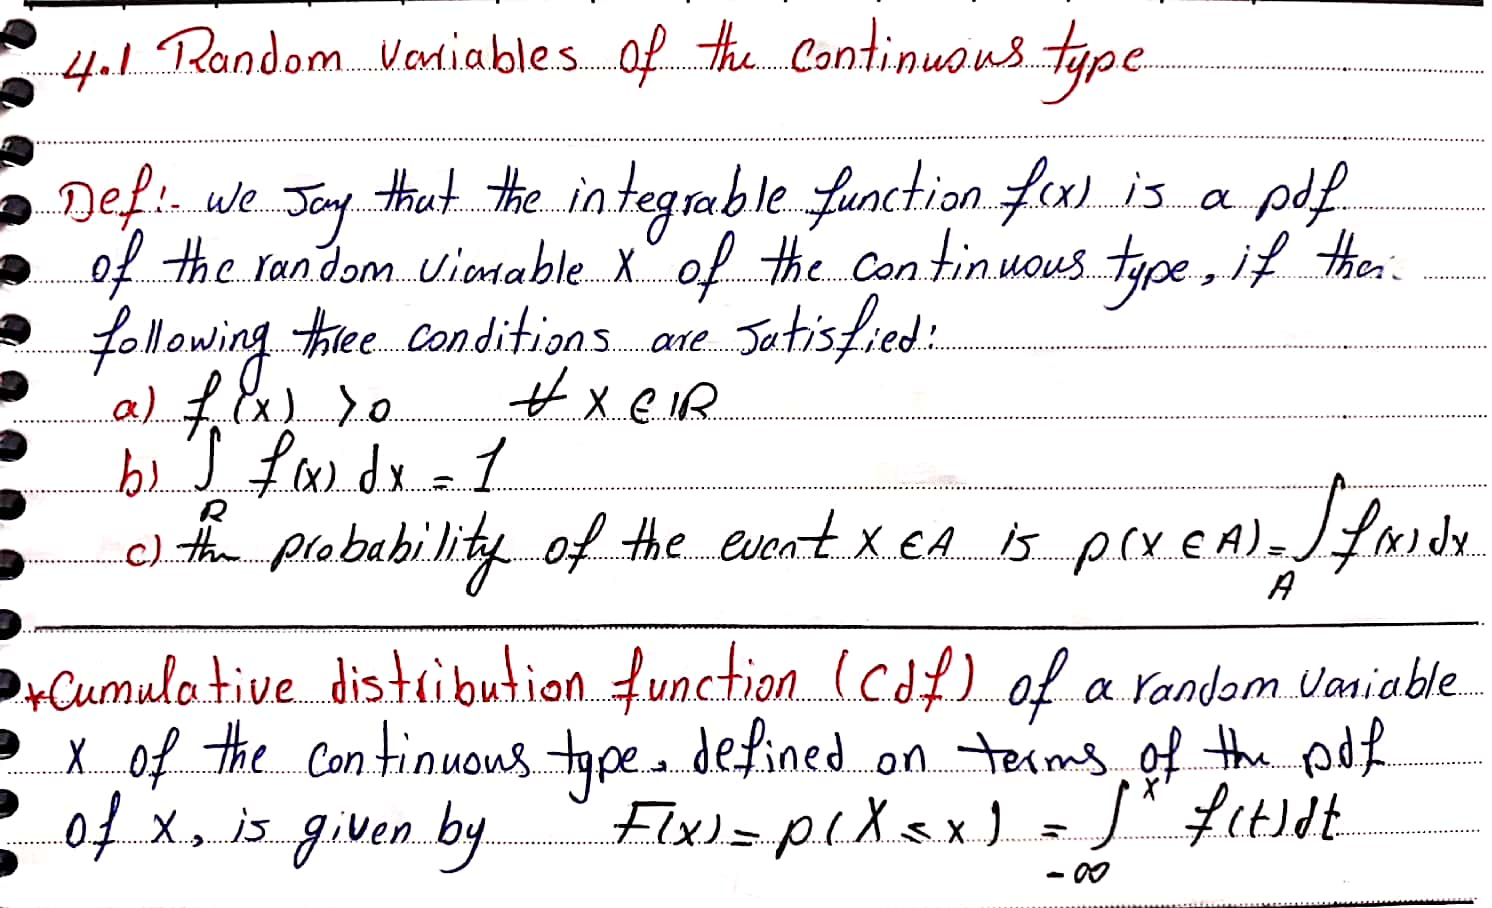 4.1 Random variables of the continuous type
Def:- we say that the integrable function f(x) is a pdf
of the random viarable X of the continuous type, if the
following three conditions are satisfied:
a) f(x) > 0 ∀ x ∈ IR
b) ∫_R f(x) dx = 1
c) the probability of the event X ∈ A is p(X ∈ A) = ∫_A f(x) dx
*Cumulative distribution function (cdf) of a random variable
X of the continuous type, defined on terms of the pdf
of X, is given by F(x) = p(X ≤ x) = ∫_{-∞}^{x} f(t) dt